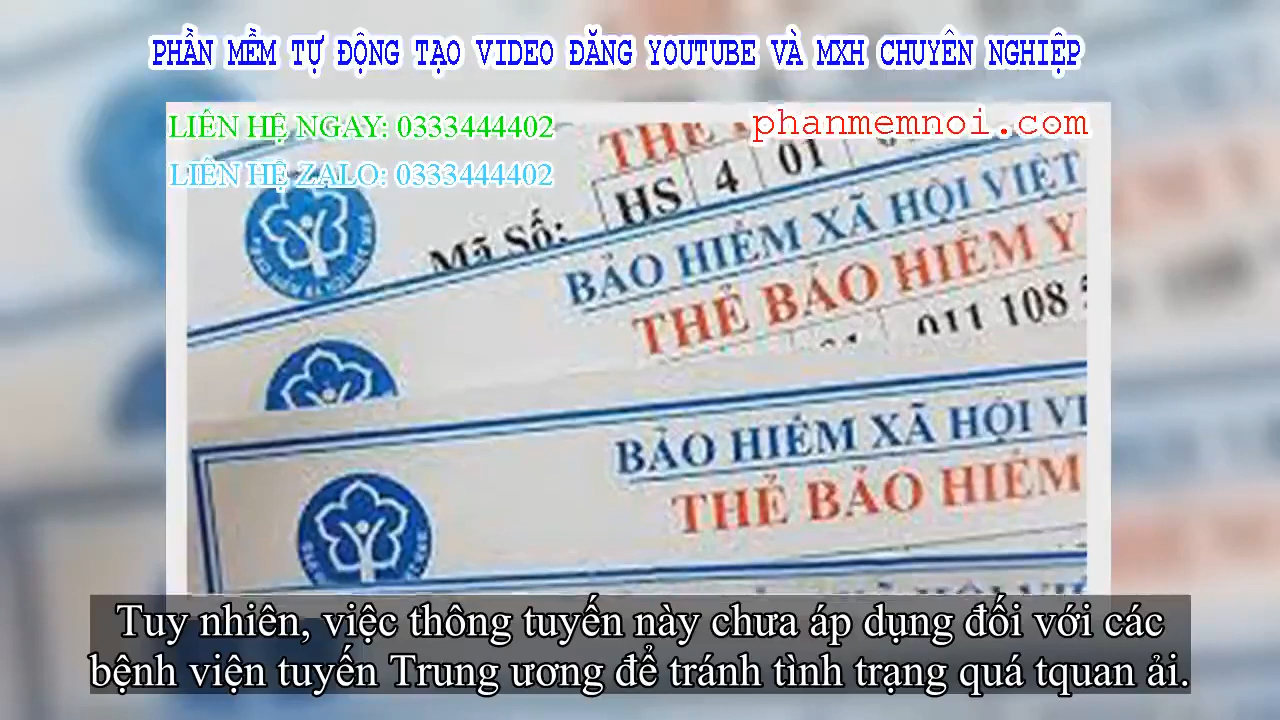 PHẦN MỀM TỰ ĐỘNG TẠO VIDEO ĐĂNG YOUTUBE VÀ MXH CHUYÊN NGHIỆP
LIÊN HỆ NGAY: 0333444402
phanmemnoi.com
LIÊN HỆ ZALO: 0333444402
THẺ
HS 4 01
Mã Số:
BẢO HIỂM XÃ HỘI VIỆT
THẺ BẢO HIỂM Y
011 108
BẢO HIỂM XÃ HỘI VI
THẺ BẢO HIỂM
Tuy nhiên, việc thông tuyến này chưa áp dụng đối với các
bệnh viện tuyến Trung ương để tránh tình trạng quá tquan ải.